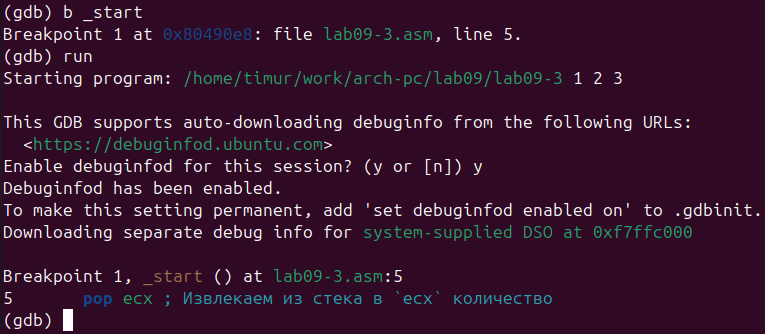 (gdb) b _start
Breakpoint 1 at 0x80490e8: file lab09-3.asm, line 5.
(gdb) run
Starting program: /home/timur/work/arch-pc/lab09/lab09-3 1 2 3
This GDB supports auto-downloading debuginfo from the following URLs:
<https://debuginfod.ubuntu.com>
Enable debuginfod for this session? (y or [n]) y
Debuginfod has been enabled.
To make this setting permanent, add 'set debuginfod enabled on' to .gdbinit.
Downloading separate debug info for system-supplied DSO at 0xf7ffc000
Breakpoint 1, _start () at lab09-3.asm:5
5 pop ecx ; Извлекаем из стека в `ecx` количество
(gdb)